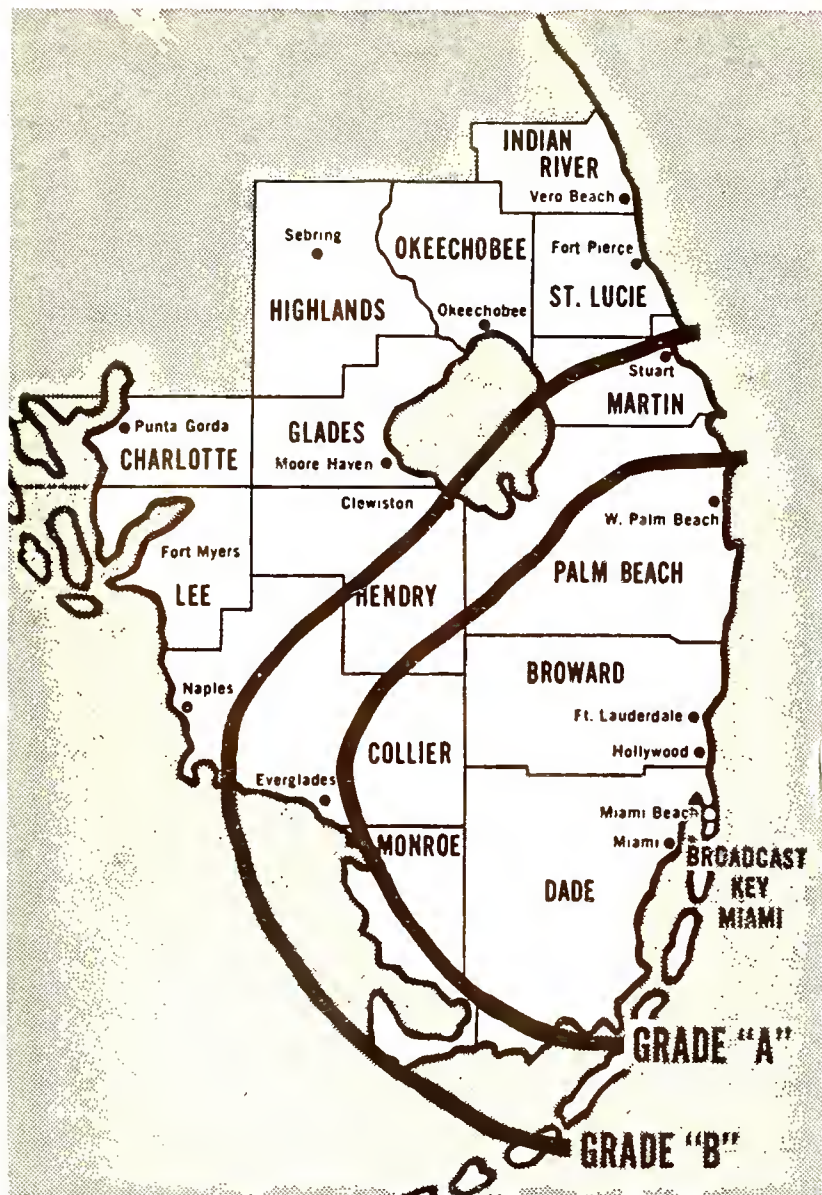 INDIAN
RIVER
Vero Beach
Sebring
OKEECHOBEE
Fort Pierce
ST. LUCIE
HIGHLANDS
Okeechobee
Stuart
MARTIN
Punta Gorda
CHARLOTTE
GLADES
Moore Haven
Clewiston
W. Palm Beach
Fort Myers
LEE
HENDRY
PALM BEACH
BROWARD
Naples
Ft. Lauderdale
Hollywood
COLLIER
Everglades
Miami Beach
Miami
MONROE
BROADCAST
KEY
MIAMI
DADE
GRADE "A"
GRADE "B"